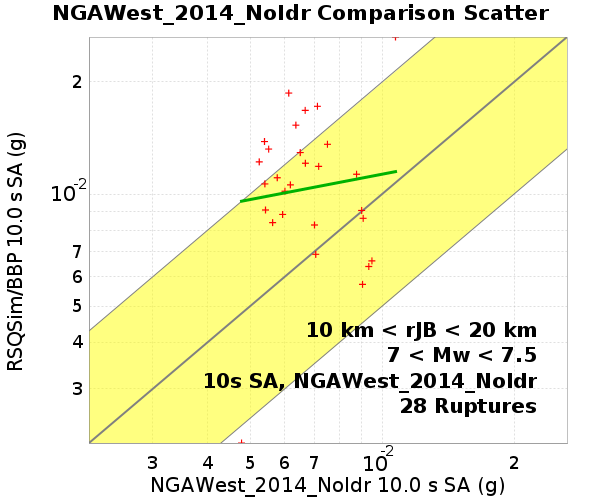 NGAWest_2014_NoIdr Comparison Scatter
RSQSim/BBP 10.0 s SA (g)
2
10-2
7
6
5
4
3
10 km < rJB < 20 km
7 < Mw < 7.5
10s SA, NGAWest_2014_NoIdr
28 Ruptures
3 4 5 6 7 10-2 2
NGAWest_2014_NoIdr 10.0 s SA (g)